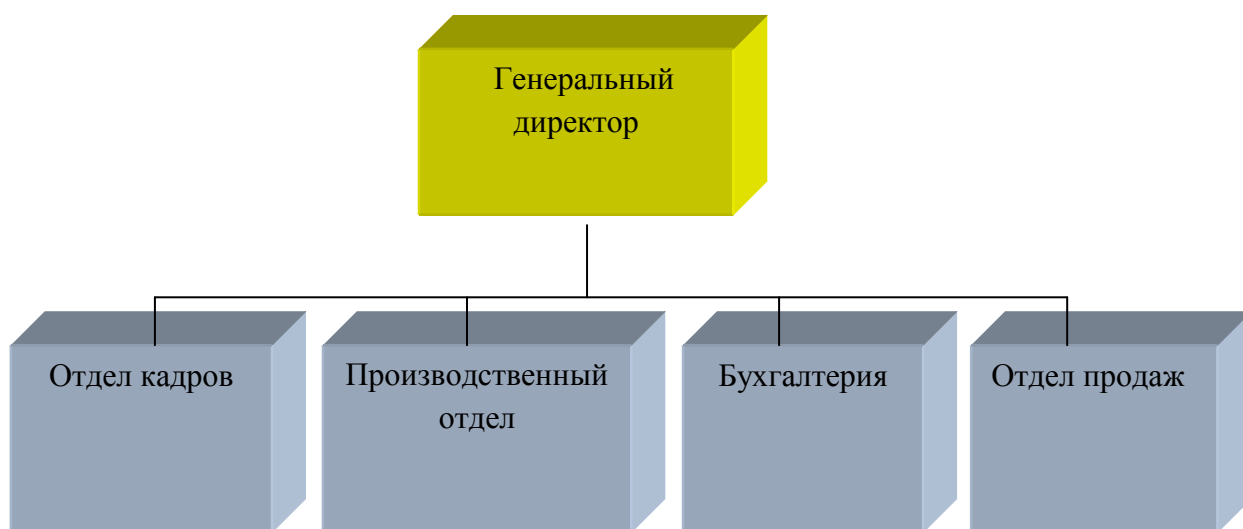 Генеральный
директор
Отдел кадров
Производственный
отдел
Бухгалтерия
Отдел продаж